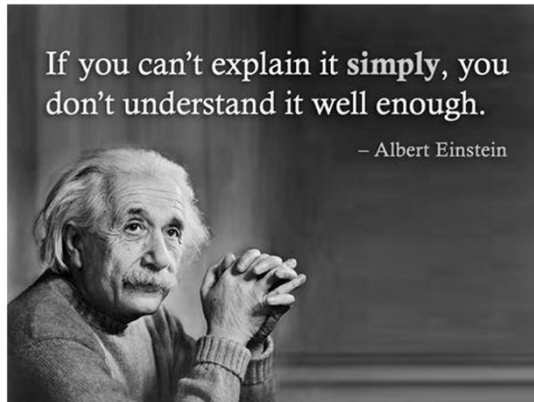 If you can’t explain it simply, you
don’t understand it well enough.
– Albert Einstein